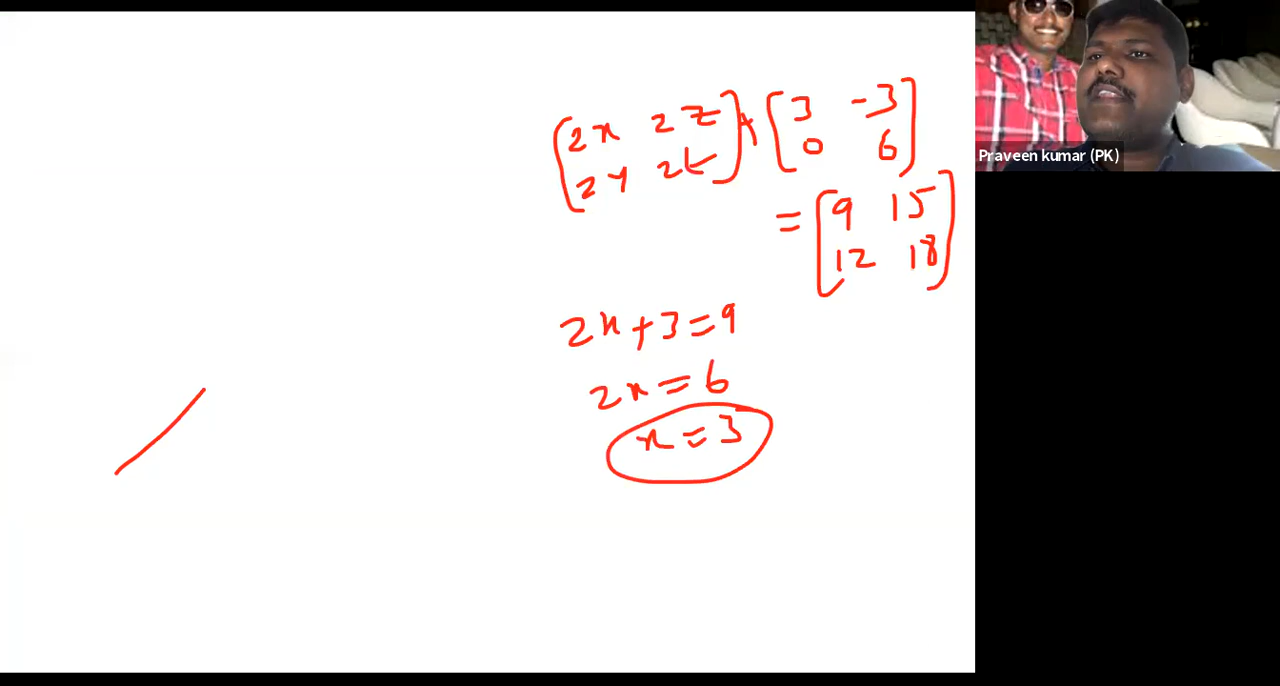 [2x 2z] + [3 -3]
[2y 2t] [0 6]
= [9 15]
[12 18]
2x + 3 = 9
2x = 6
x = 3
Praveen kumar (PK)